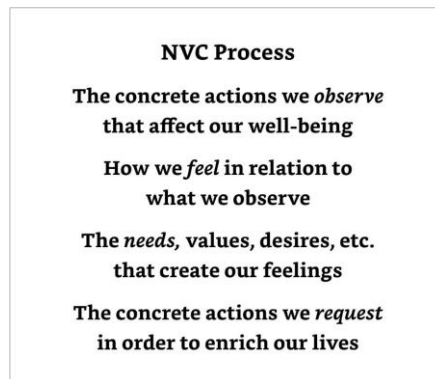 NVC Process
The concrete actions we observe
that affect our well-being
How we feel in relation to
what we observe
The needs, values, desires, etc.
that create our feelings
The concrete actions we request
in order to enrich our lives